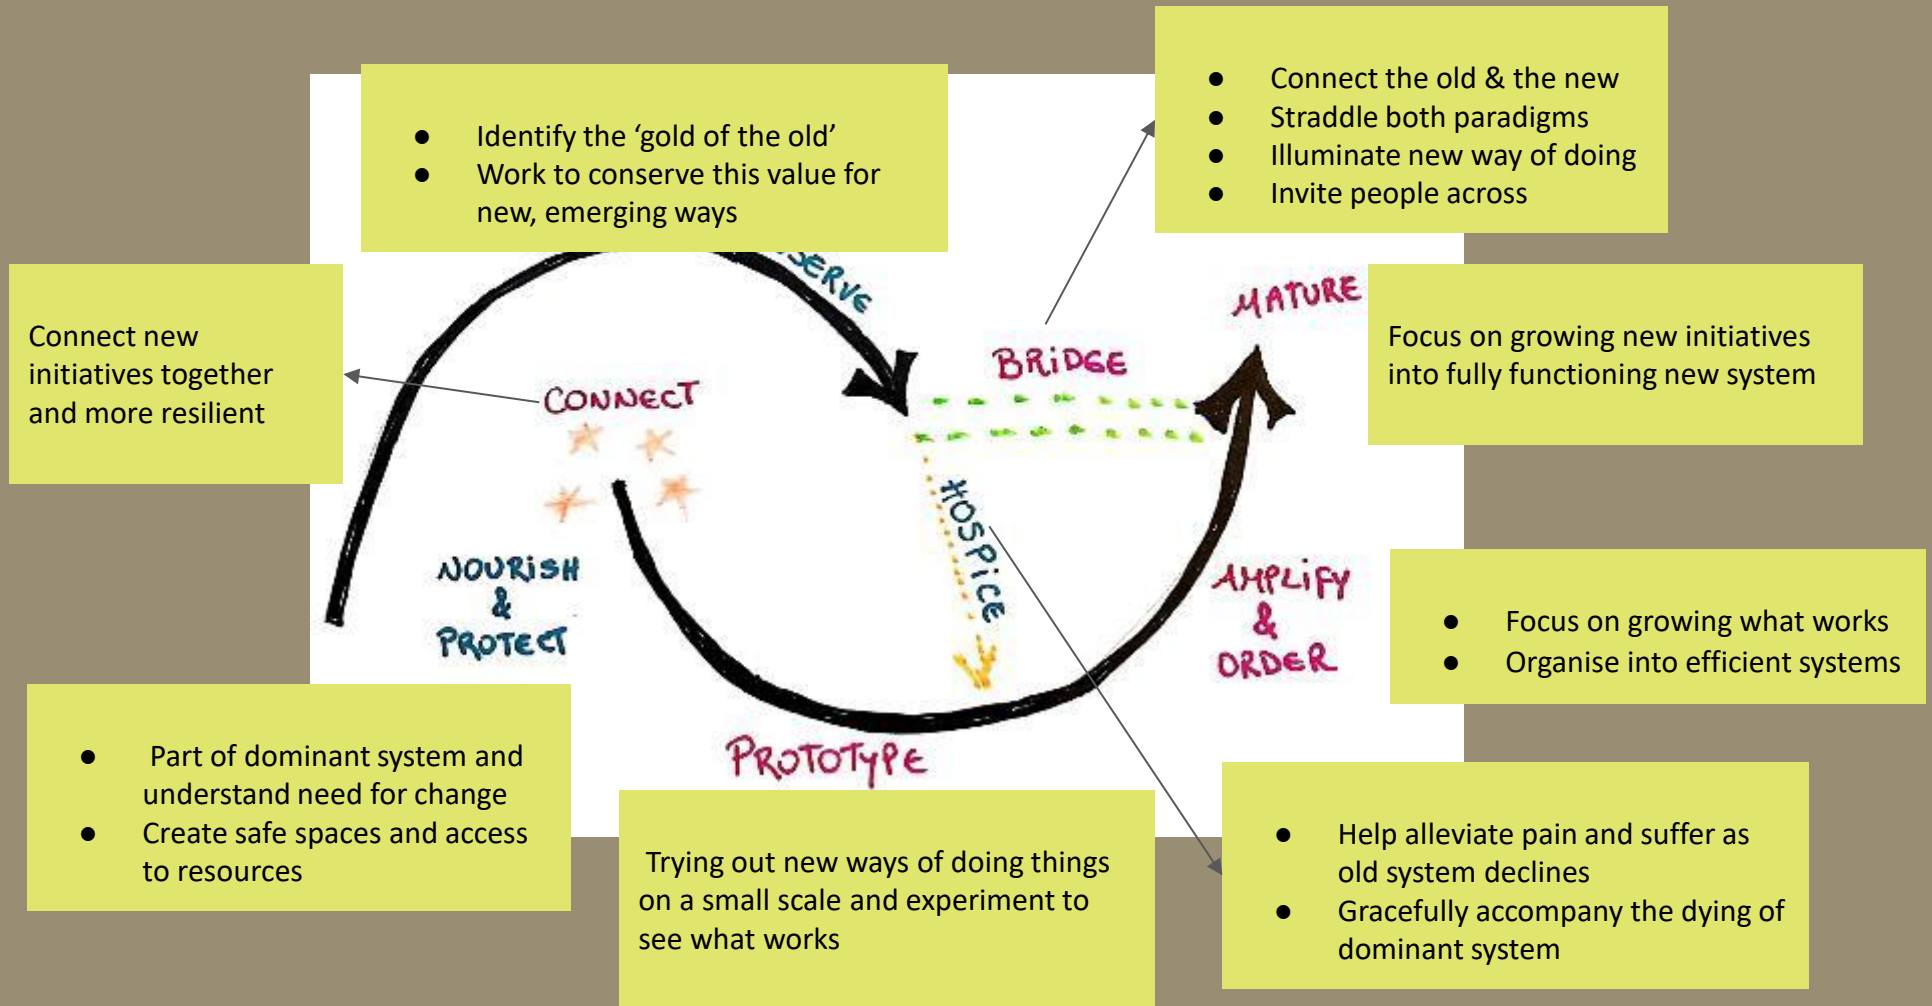 ● Connect the old & the new
● Straddle both paradigms
● Illuminate new way of doing
● Invite people across
● Identify the ‘gold of the old’
● Work to conserve this value for
new, emerging ways
SERVE
MATURE
Connect new
initiatives together
and more resilient
Focus on growing new initiatives
into fully functioning new system
BRiDGE
CONNECT
HOSPiCE
NOURiSH
&
PROTECT
AMPLiFY
&
ORDER
● Focus on growing what works
● Organise into efficient systems
PROTOTYPE
● Part of dominant system and
understand need for change
● Create safe spaces and access
to resources
Trying out new ways of doing things
on a small scale and experiment to
see what works
● Help alleviate pain and suffer as
old system declines
● Gracefully accompany the dying of
dominant system